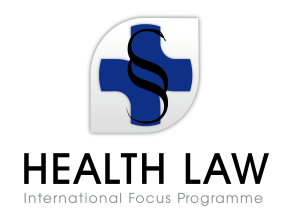 HEALTH LAW
International Focus Programme